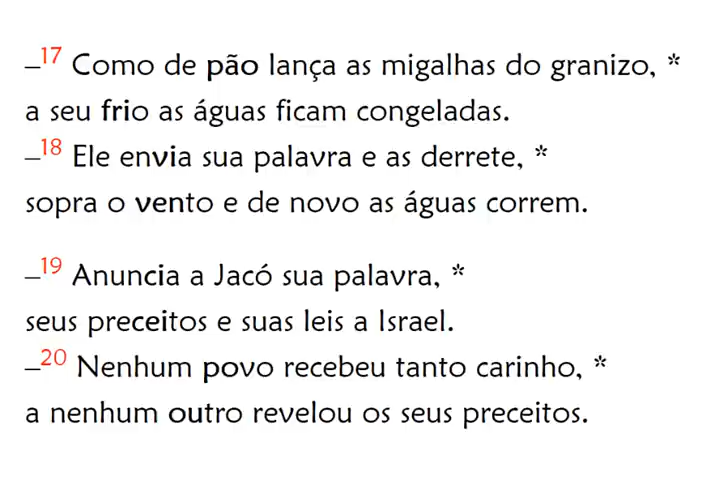 –17 Como de pão lança as migalhas do granizo, *
a seu frio as águas ficam congeladas.
–18 Ele envia sua palavra e as derrete, *
sopra o vento e de novo as águas correm.
–19 Anuncia a Jacó sua palavra, *
seus preceitos e suas leis a Israel.
–20 Nenhum povo recebeu tanto carinho, *
a nenhum outro revelou os seus preceitos.